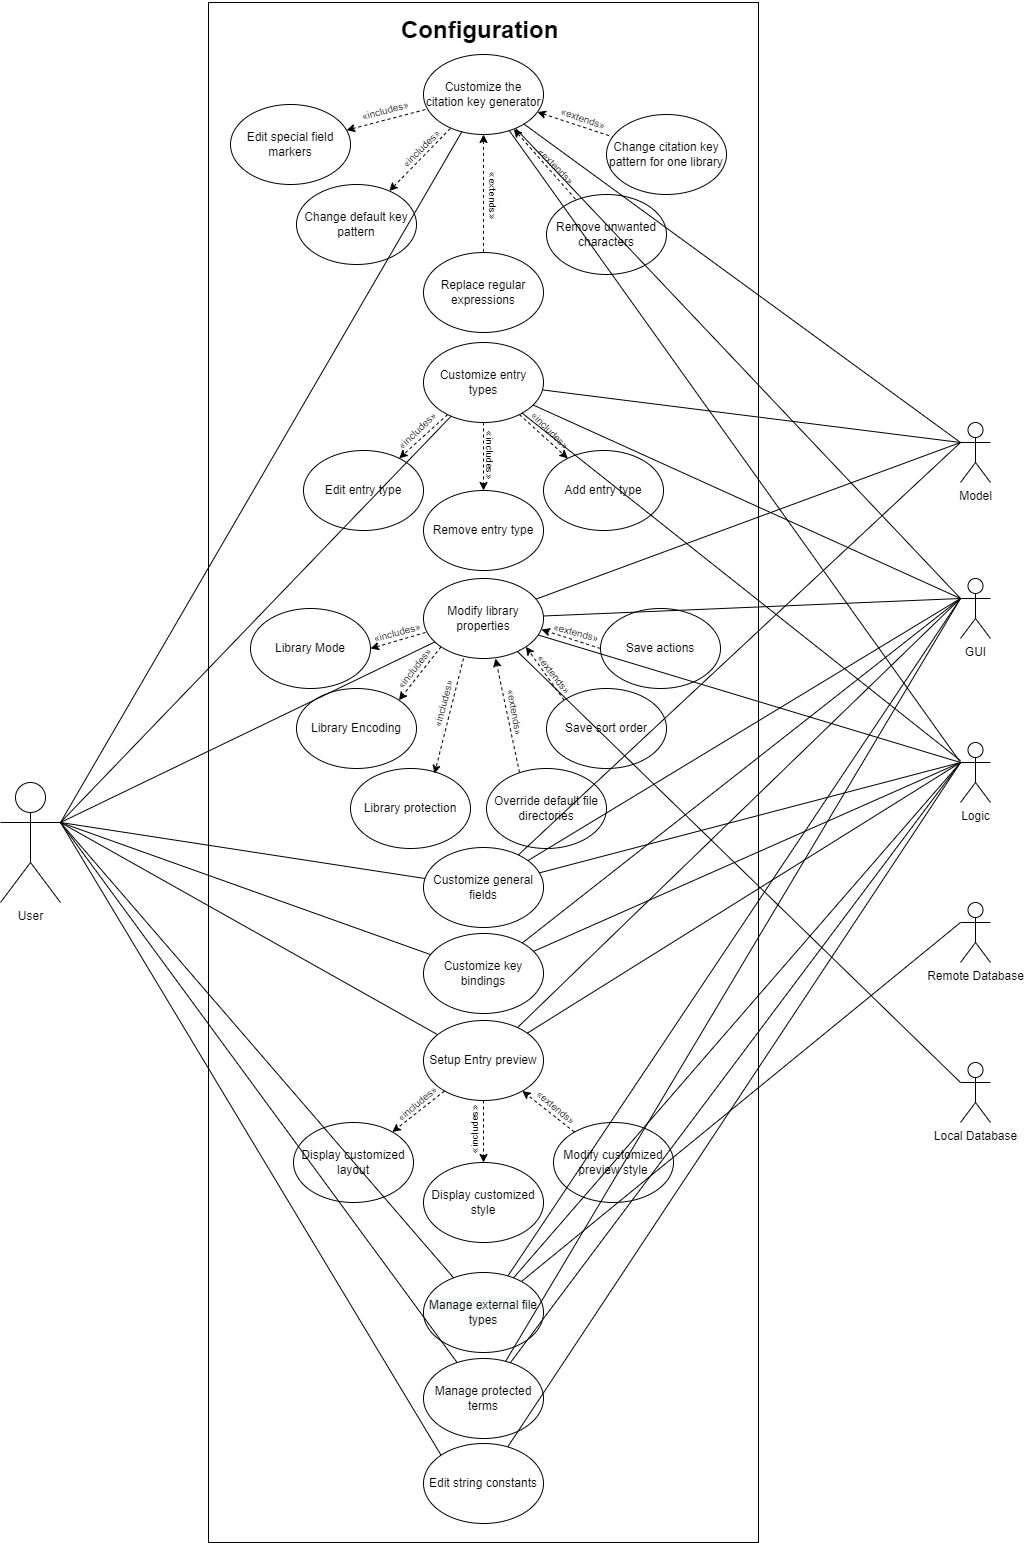 Configuration
Customize the
citation key generator
«includes»
«extends»
Edit special field
markers
«includes»
«extends»
Change citation key
pattern for one library
«extends»
Change default key
pattern
Remove unwanted
characters
Replace regular
expressions
Customize entry
types
«includes»
«includes»
«includes»
Edit entry type
Add entry type
Model
Remove entry type
Modify library
properties
«includes»
«extends»
Library Mode
Save actions
GUI
«includes»
«extends»
«includes»
«extends»
Library Encoding
Save sort order
Library protection
Override default file
directories
Logic
Customize general
fields
User
Customize key
bindings
Remote Database
Setup Entry preview
«includes»
«includes»
«extends»
Local Database
Display customized
layout
Modify customized
preview style
Display customized
style
Manage external file
types
Manage protected
terms
Edit string constants